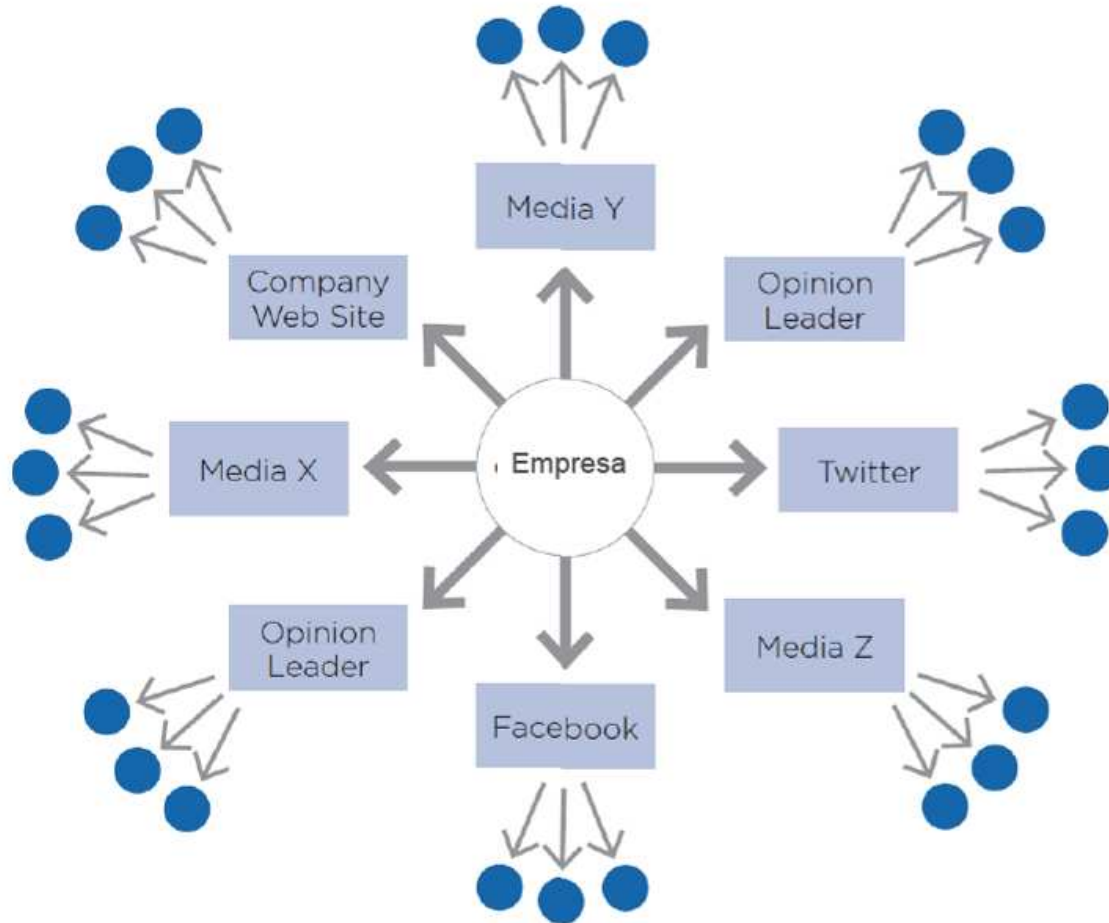 Media Y
Company
Web Site
Opinion
Leader
Media X
Empresa
Twitter
Opinion
Leader
Media Z
Facebook